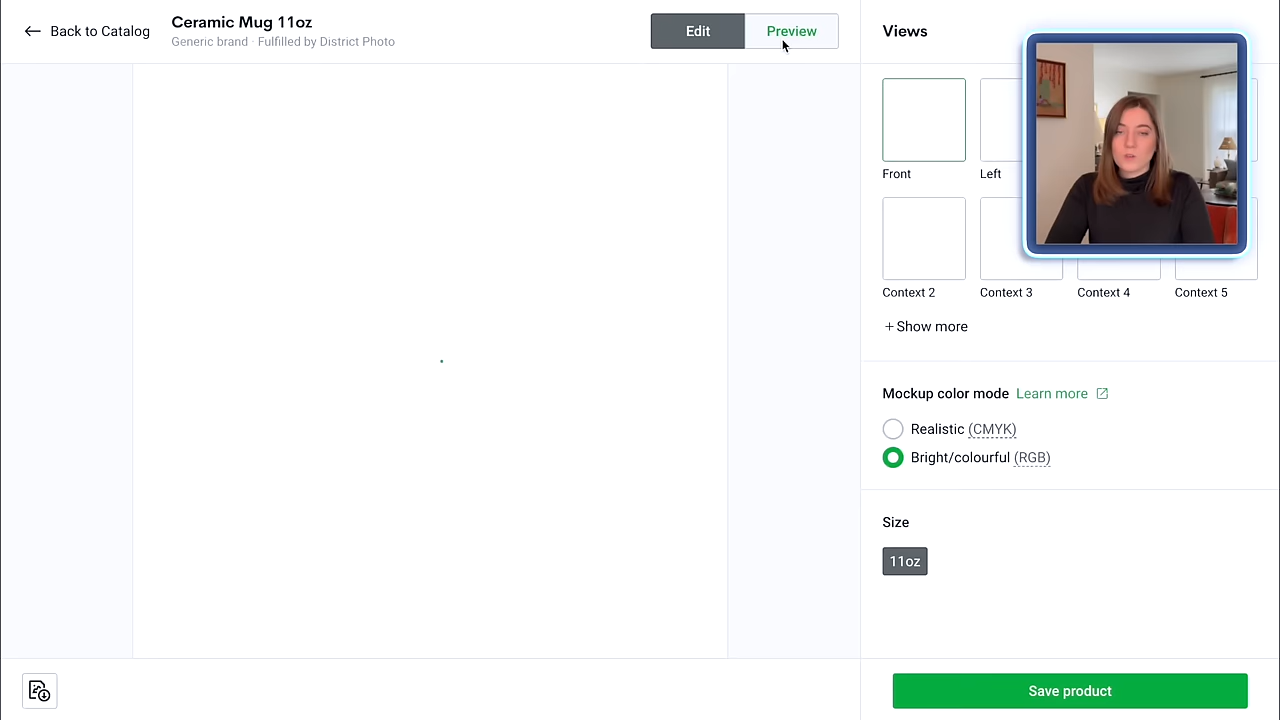 Back to Catalog
Ceramic Mug 11oz
Generic brand · Fulfilled by District Photo
Edit
Preview
Views
Front
Left
Context 2
Context 3
Context 4
Context 5
+ Show more
Mockup color mode Learn more
Realistic (CMYK)
Bright/colourful (RGB)
Size
11oz
Save product